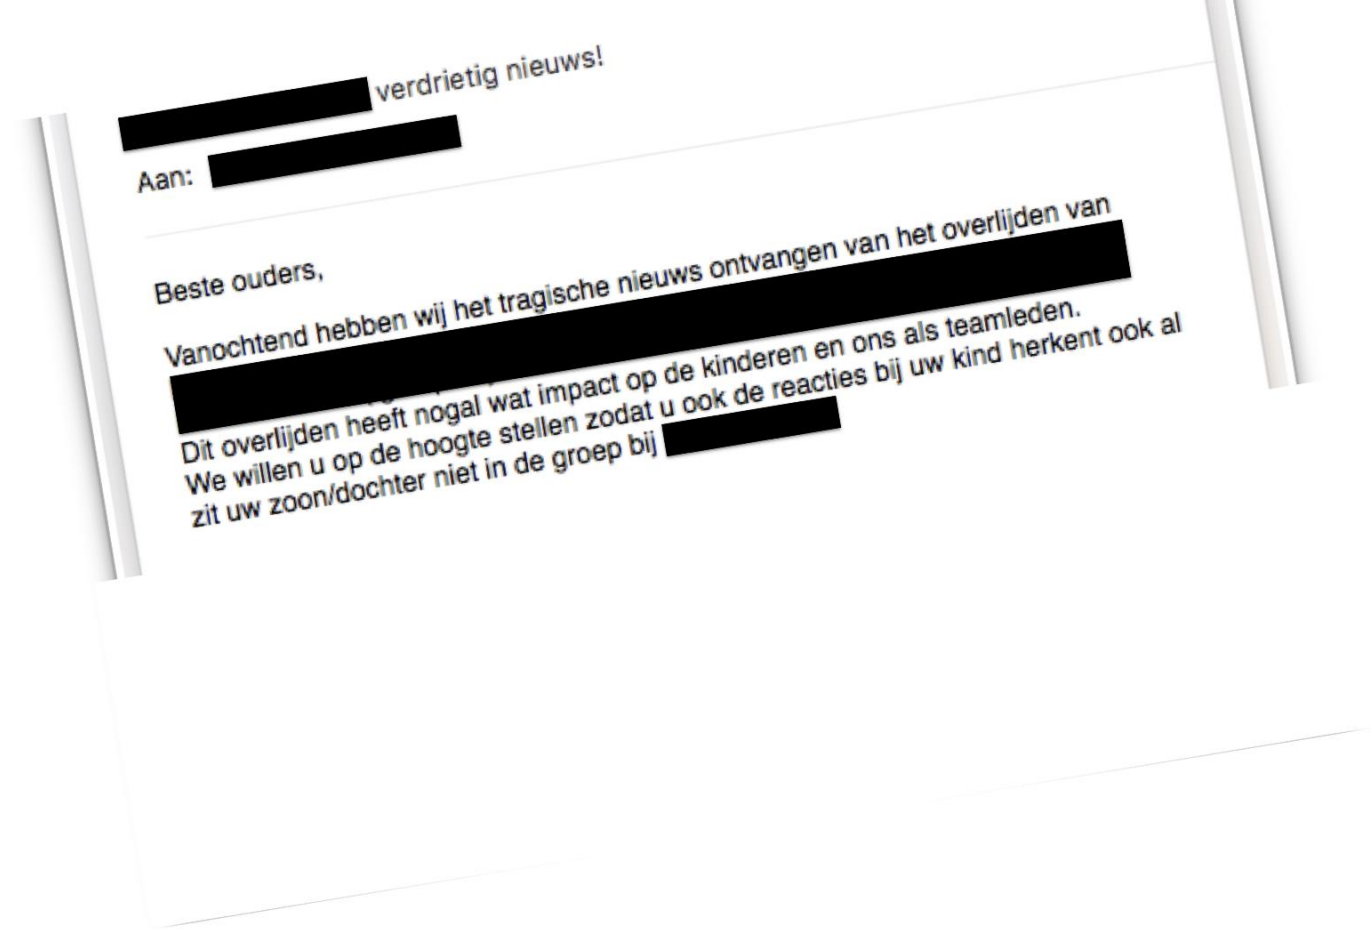 verdrietig nieuws!
Aan:
Beste ouders,
Vanochtend hebben wij het tragische nieuws ontvangen van het overlijden van
Dit overlijden heeft nogal wat impact op de kinderen en ons als teamleden.
We willen u op de hoogte stellen zodat u ook de reacties bij uw kind herkent ook al
zit uw zoon/dochter niet in de groep bij